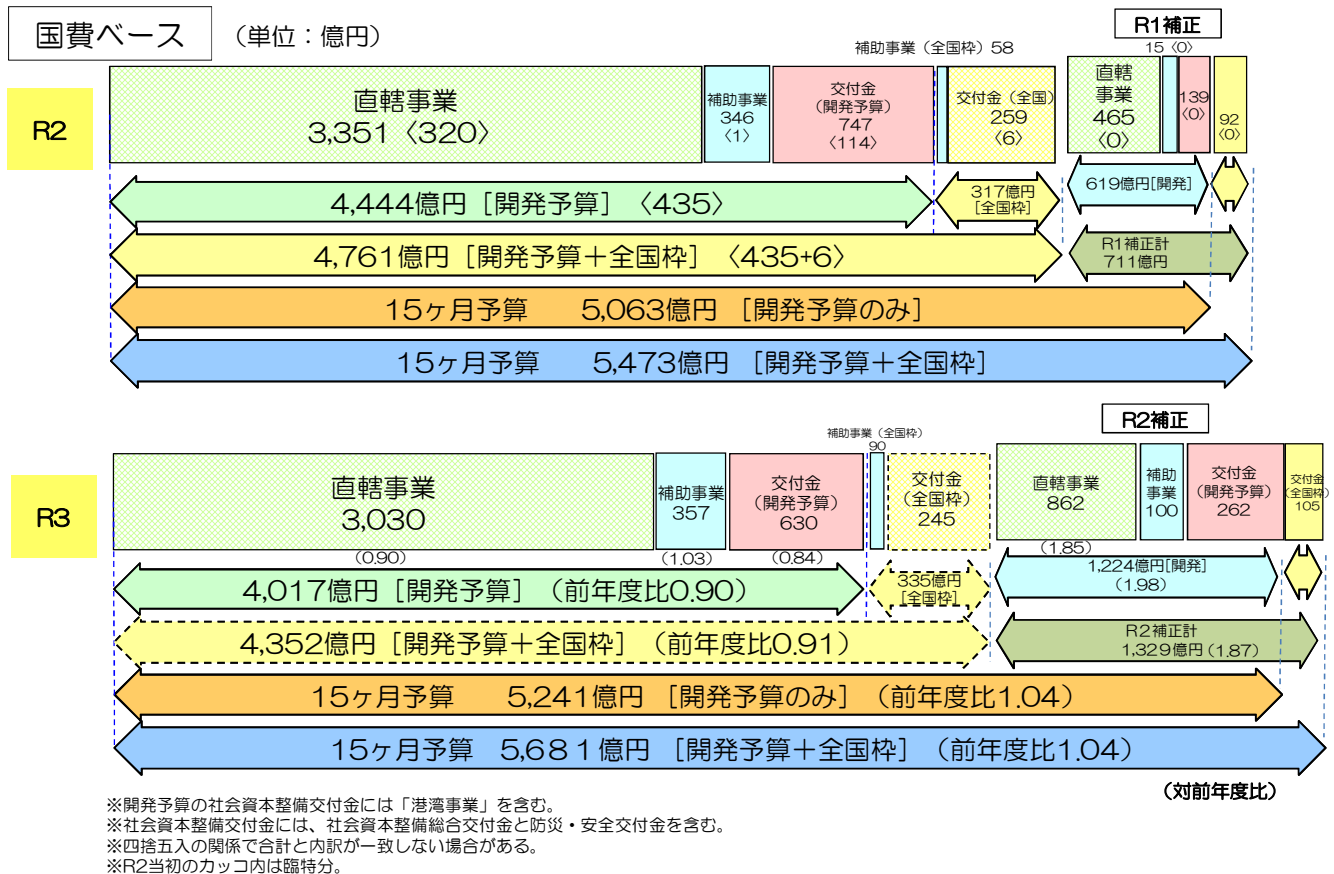 国費ベース (単位:億円)
R1補正
補助事業(全国枠)58
15〈0〉
R2
直轄事業
3,351〈320〉
補助事業
346
〈1〉
交付金
(開発予算)
747
〈114〉
交付金(全国)
259
〈6〉
直轄
事業
465
〈0〉
139
〈0〉
92
〈0〉
4,444億円[開発予算]〈435〉
317億円
[全国枠]
619億円[開発]
4,761億円[開発予算+全国枠]〈435+6〉
R1補正計
711億円
15ヶ月予算 5,063億円 [開発予算のみ]
15ヶ月予算 5,473億円 [開発予算+全国枠]
R2補正
補助事業(全国枠)
90
R3
直轄事業
3,030
補助事業
357
交付金
(開発予算)
630
交付金
(全国枠)
245
直轄事業
862
補助
事業
100
交付金
(開発予算)
262
交付金
(全国枠)
105
(0.90)
(1.03)
(0.84)
(1.85)
4,017億円[開発予算](前年度比0.90)
335億円
[全国枠]
1,224億円[開発]
(1.98)
4,352億円[開発予算+全国枠](前年度比0.91)
R2補正計
1,329億円(1.87)
15ヶ月予算 5,241億円 [開発予算のみ](前年度比1.04)
15ヶ月予算 5,681億円 [開発予算+全国枠](前年度比1.04)
(対前年度比)
※開発予算の社会資本整備交付金には「港湾事業」を含む。
※社会資本整備交付金には、社会資本整備総合交付金と防災・安全交付金を含む。
※四捨五入の関係で合計と内訳が一致しない場合がある。
※R2当初のカッコ内は臨特分。